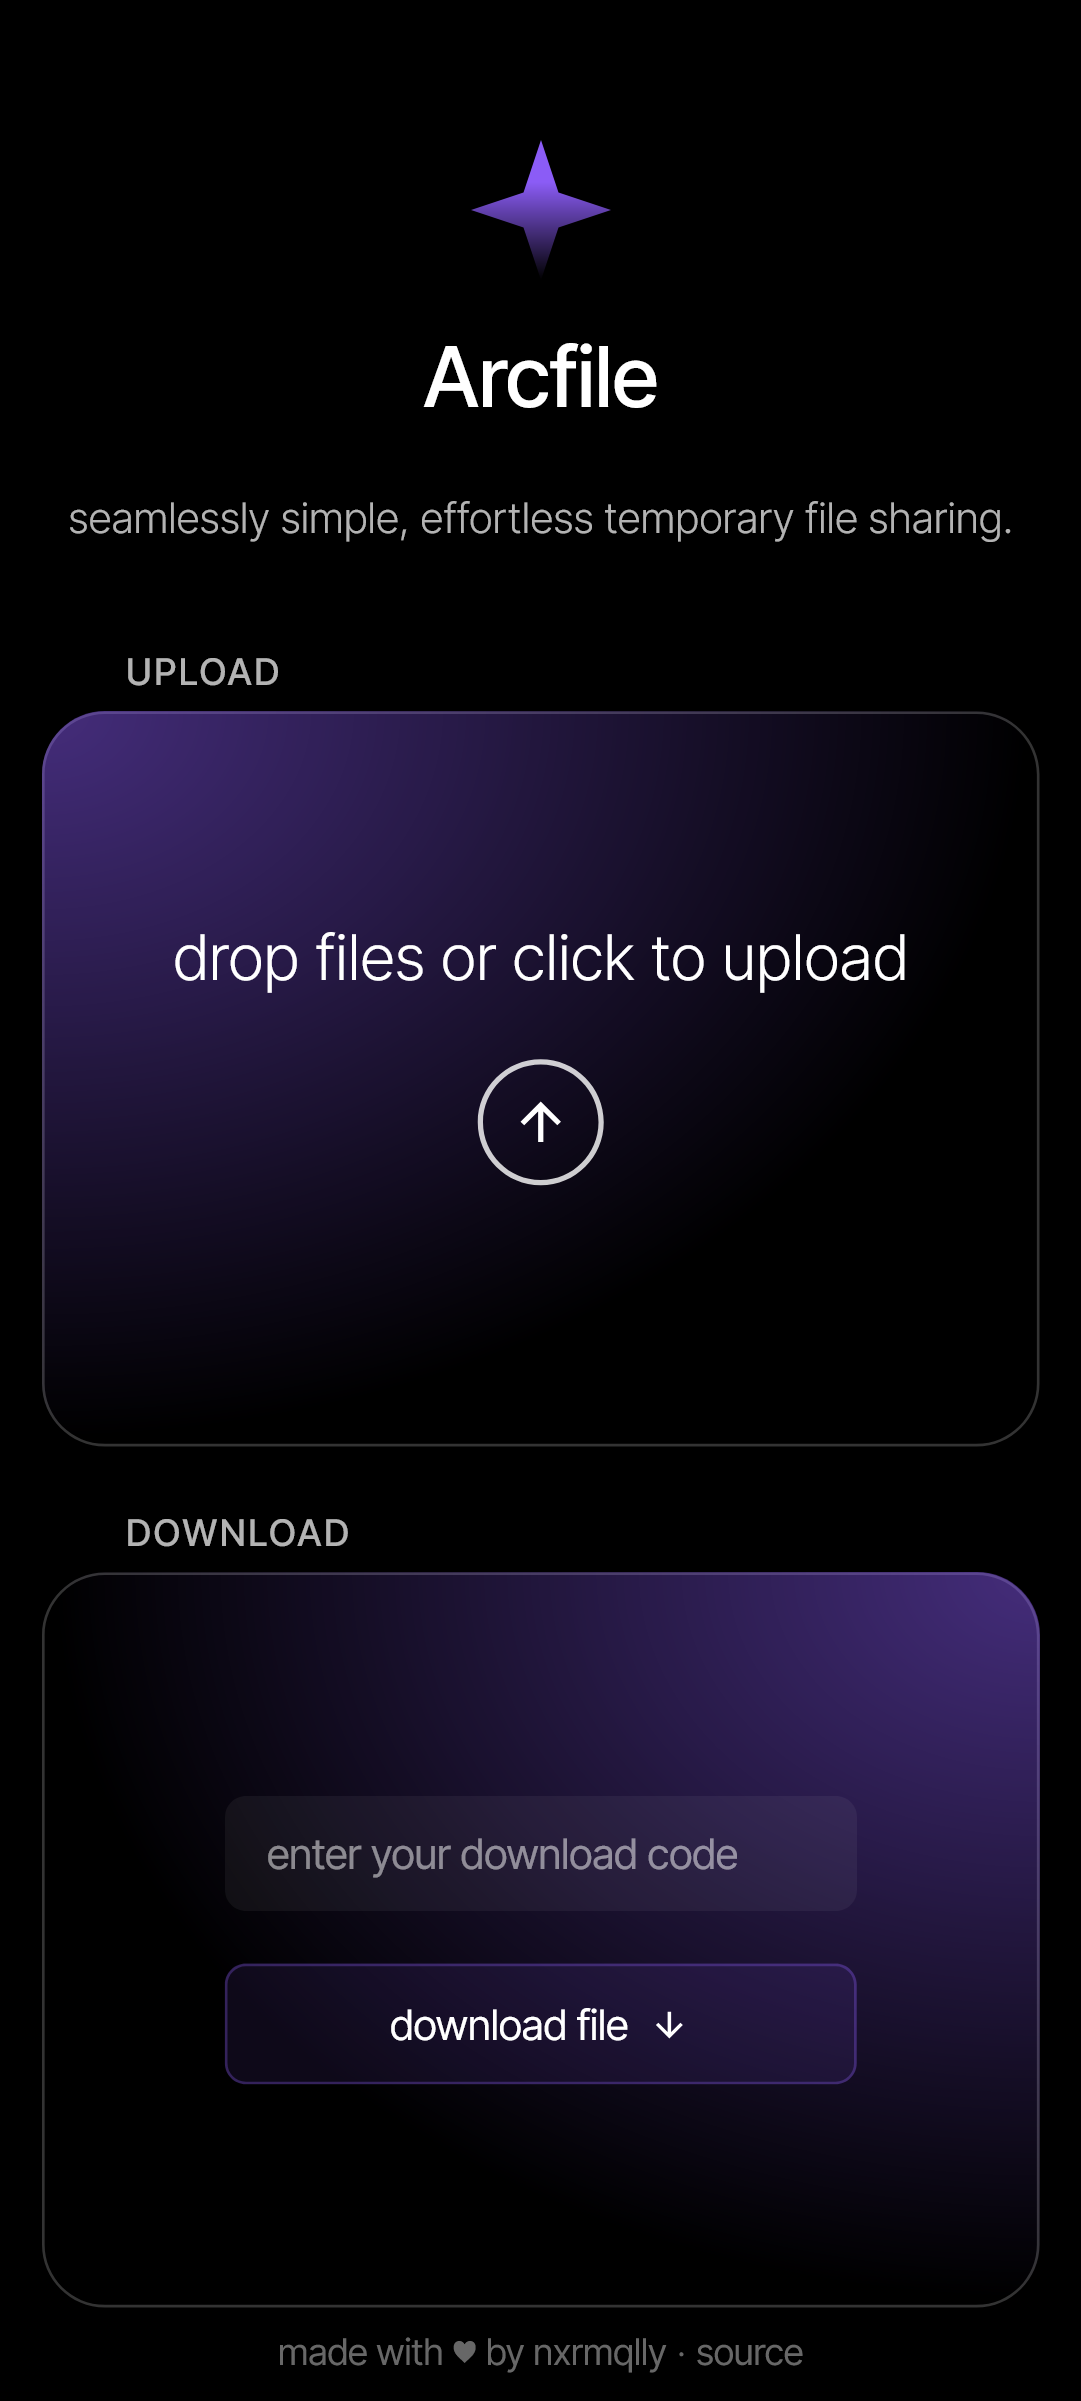 Arcfile
seamlessly simple, effortless temporary file sharing.
UPLOAD
drop files or click to upload
DOWNLOAD
enter your download code
download file ↓
made with ♥ by nxrmqlly · source